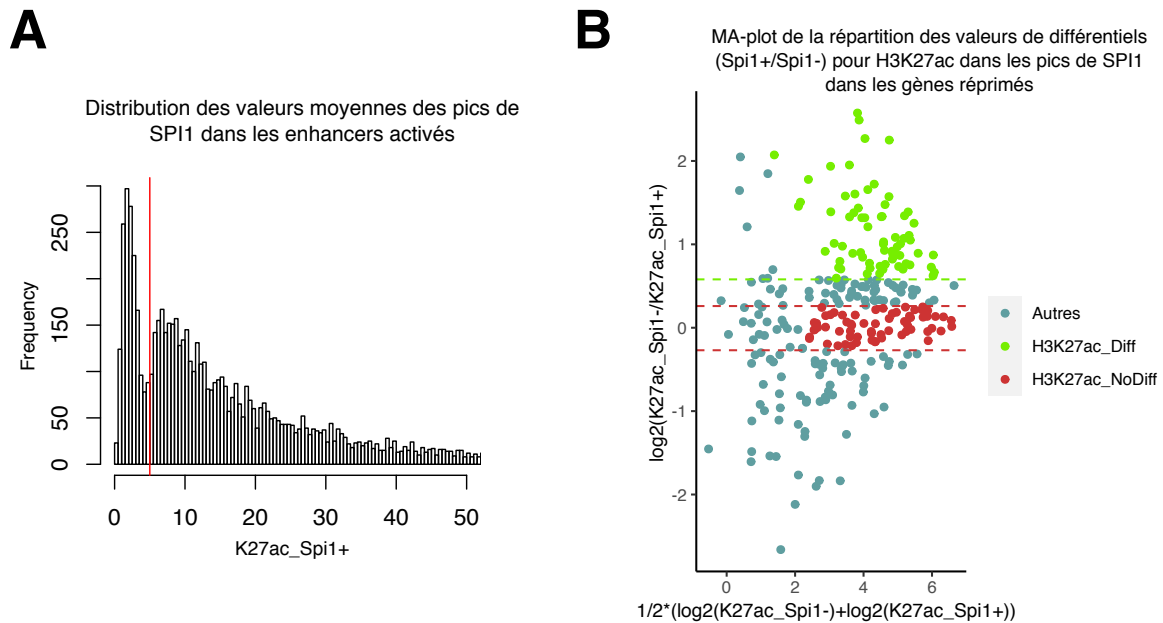 A
Distribution des valeurs moyennes des pics de
SPI1 dans les enhancers activés
Frequency
0
50
150
250
0
10
20
30
40
50
K27ac_Spi1+
B
MA-plot de la répartition des valeurs de différentiels
(Spi1+/Spi1-) pour H3K27ac dans les pics de SPI1
dans les gènes réprimés
log2(K27ac_Spi1-/K27ac_Spi1+)
2
1
0
-1
-2
0
2
4
6
1/2*(log2(K27ac_Spi1-)+log2(K27ac_Spi1+))
Autres
H3K27ac_Diff
H3K27ac_NoDiff